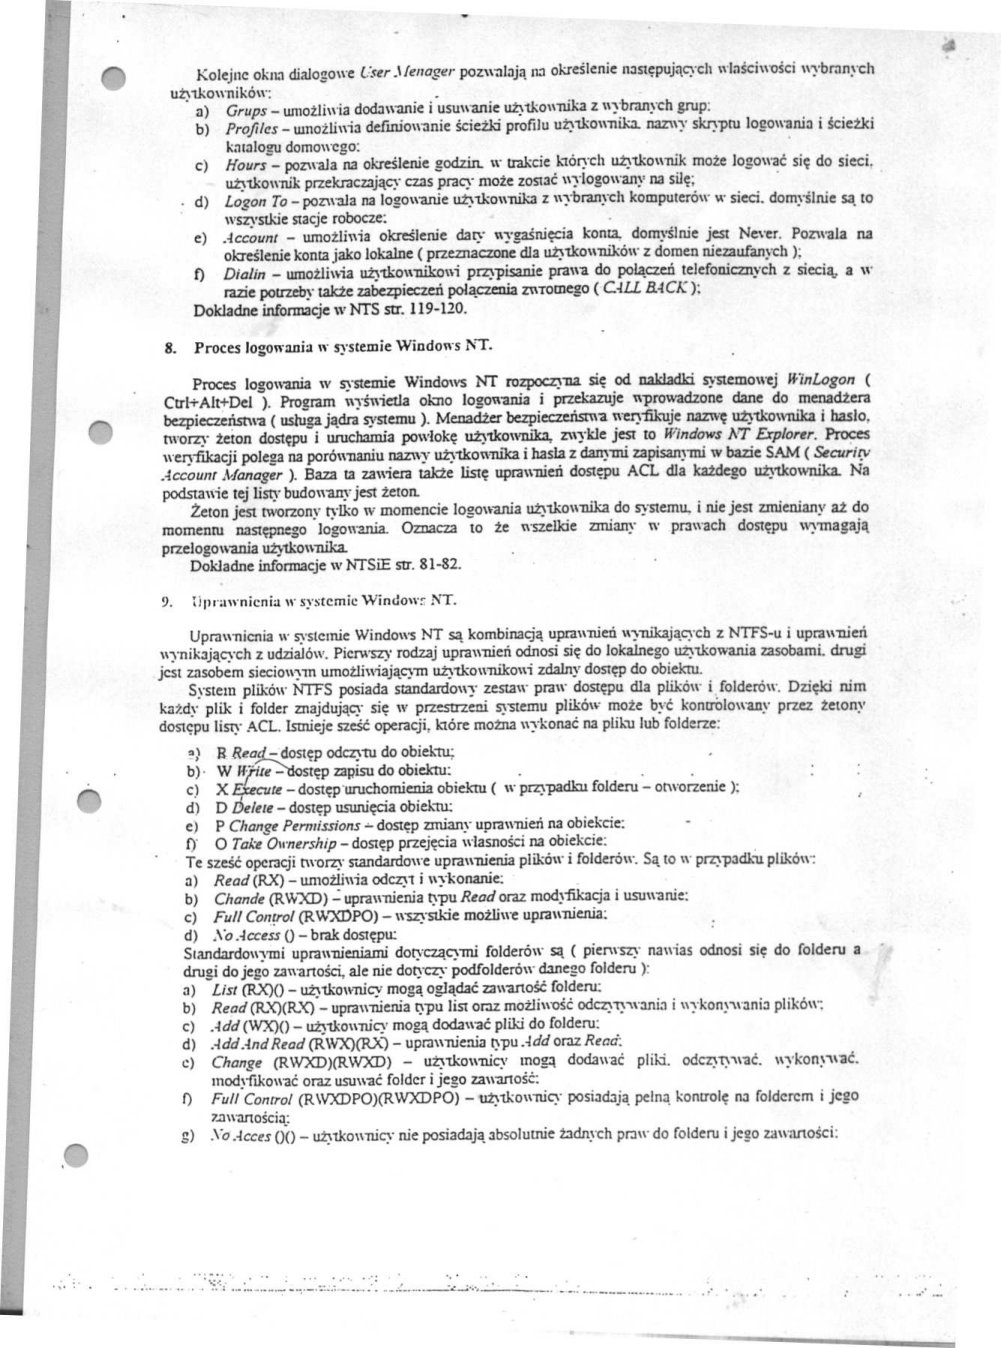 Kolejne okna dialogowe User Menager pozwalają na określenie następujących właściwości wybranych
użytkowników:
a) Grups – umożliwia dodawanie i usuwanie użytkownika z wybranych grup:
b) Profiles – umożliwia definiowanie ścieżki profilu użytkownika. nazwy skryptu logowania i ścieżki
katalogu domowego:
c) Hours – pozwala na określenie godzin. w trakcie których użytkownik może logować się do sieci.
użytkownik przekraczający czas pracy może zostać wylogowany na siłę;
d) Logon To – pozwala na logowanie użytkownika z wybranych komputerów w sieci. domyślnie są to
wszystkie stacje robocze:
e) Account – umożliwia określenie daty wygaśnięcia konta. domyślnie jest Never. Pozwala na
określenie konta jako lokalne ( przeznaczone dla użytkowników z domen niezaufanych );
f) Dialin – umożliwia użytkownikowi przypisanie prawa do połączeń telefonicznych z siecią, a w
razie potrzeby także zabezpieczeń połączenia zwrotnego ( CALL BACK );
Dokładne informacje w NTS str. 119-120.
8. Proces logowania w systemie Windows NT.
Proces logowania w systemie Windows NT rozpoczyna się od nakładki systemowej WinLogon (
Ctrl+Alt+Del ). Program wyświetla okno logowania i przekazuje wprowadzone dane do menadżera
bezpieczeństwa ( usługa jądra systemu ). Menadżer bezpieczeństwa weryfikuje nazwę użytkownika i hasło.
tworzy żeton dostępu i uruchamia powłokę użytkownika, zwykle jest to Windows NT Explorer. Proces
weryfikacji polega na porównaniu nazwy użytkownika i hasła z danymi zapisanymi w bazie SAM ( Security
Account Manager ). Baza ta zawiera także listę uprawnień dostępu ACL dla każdego użytkownika. Na
podstawie tej listy budowany jest żeton.
Żeton jest tworzony tylko w momencie logowania użytkownika do systemu, i nie jest zmieniany aż do
momentu następnego logowania. Oznacza to że wszelkie zmiany w prawach dostępu wymagają
przelogowania użytkownika.
Dokładne informacje w NTSiE str. 81-82.
9. Uprawnienia w systemie Windows NT.
Uprawnienia w systemie Windows NT są kombinacją uprawnień wynikających z NTFS-u i uprawnień
wynikających z udziałów. Pierwszy rodzaj uprawnień odnosi się do lokalnego użytkowania zasobami. drugi
jest zasobem sieciowym umożliwiającym użytkownikowi zdalny dostęp do obiektu.
System plików NTFS posiada standardowy zestaw praw dostępu dla plików i folderów. Dzięki nim
każdy plik i folder znajdujący się w przestrzeni systemu plików może być kontrolowany przez żetony
dostępu listy ACL. Istnieje sześć operacji, które można wykonać na pliku lub folderze:
a) R Read – dostęp odczytu do obiektu;
b) W Write – dostęp zapisu do obiektu:
c) X Execute – dostęp uruchomienia obiektu ( w przypadku folderu – otworzenie );
d) D Delete – dostęp usunięcia obiektu:
e) P Change Permissions – dostęp zmiany uprawnień na obiekcie:
f) O Take Ownership – dostęp przejęcia własności na obiekcie:
Te sześć operacji tworzy standardowe uprawnienia plików i folderów. Są to w przypadku plików:
a) Read (RX) – umożliwia odczyt i wykonanie:
b) Chande (RWXD) – uprawnienia typu Read oraz modyfikacja i usuwanie:
c) Full Control (RWXDPO) – wszystkie możliwe uprawnienia:
d) No Access () – brak dostępu:
Standardowymi uprawnieniami dotyczącymi folderów są ( pierwszy nawias odnosi się do folderu a
drugi do jego zawartości, ale nie dotyczy podfolderów danego folderu ):
a) List (RX)() – użytkownicy mogą oglądać zawartość folderu:
b) Read (RX)(RX) – uprawnienia typu list oraz możliwość odczytywania i wykonywania plików:
c) Add (WX)() – użytkownicy mogą dodawać pliki do folderu:
d) Add And Read (RWX)(RX) – uprawnienia typu Add oraz Read:
e) Change (RWXD)(RWXD) – użytkownicy mogą dodawać pliki. odczytywać. wykonywać.
modyfikować oraz usuwać folder i jego zawartość:
f) Full Control (RWXDPO)(RWXDPO) – użytkownicy posiadają pełną kontrolę na folderem i jego
zawartością:
g) No Acces ()() – użytkownicy nie posiadają absolutnie żadnych praw do folderu i jego zawartości: